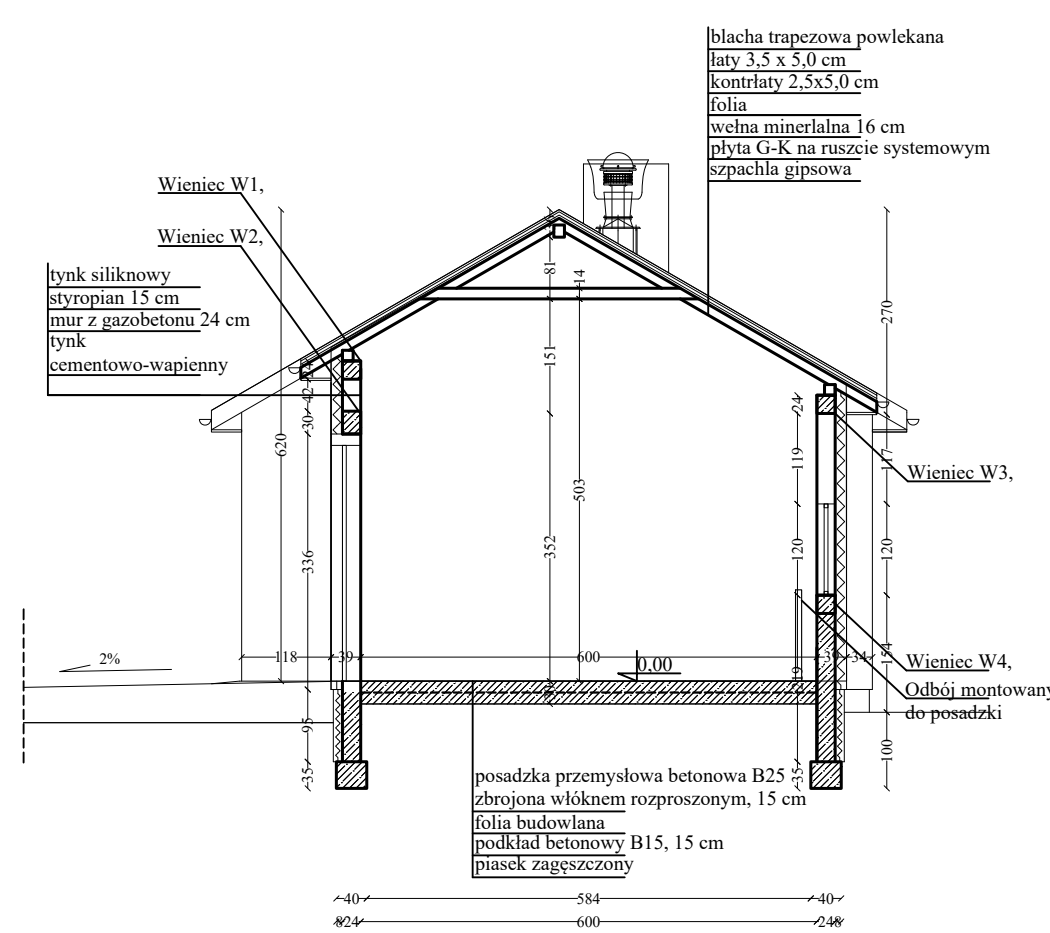 blacha trapezowa powlekana
łaty 3,5 x 5,0 cm
kontrłaty 2,5x5,0 cm
folia
wełna minerlalna 16 cm
płyta G-K na ruszcie systemowym
szpachla gipsowa
Wieniec W1,
Wieniec W2,
tynk siliknowy
styropian 15 cm
mur z gazobetonu 24 cm
tynk
cementowo-wapienny
81
14
270
151
42
30
24
620
119
117
Wieniec W3,
503
352
336
120
120
2%
118
39
600
0.00
39
34
154
219
Wieniec W4,
Odbój montowany
do posadzki
95
100
35
35
posadzka przemysłowa betonowa B25
zbrojona włóknem rozproszonym, 15 cm
folia budowlana
podkład betonowy B15, 15 cm
piasek zagęszczony
40
584
40
824
600
248